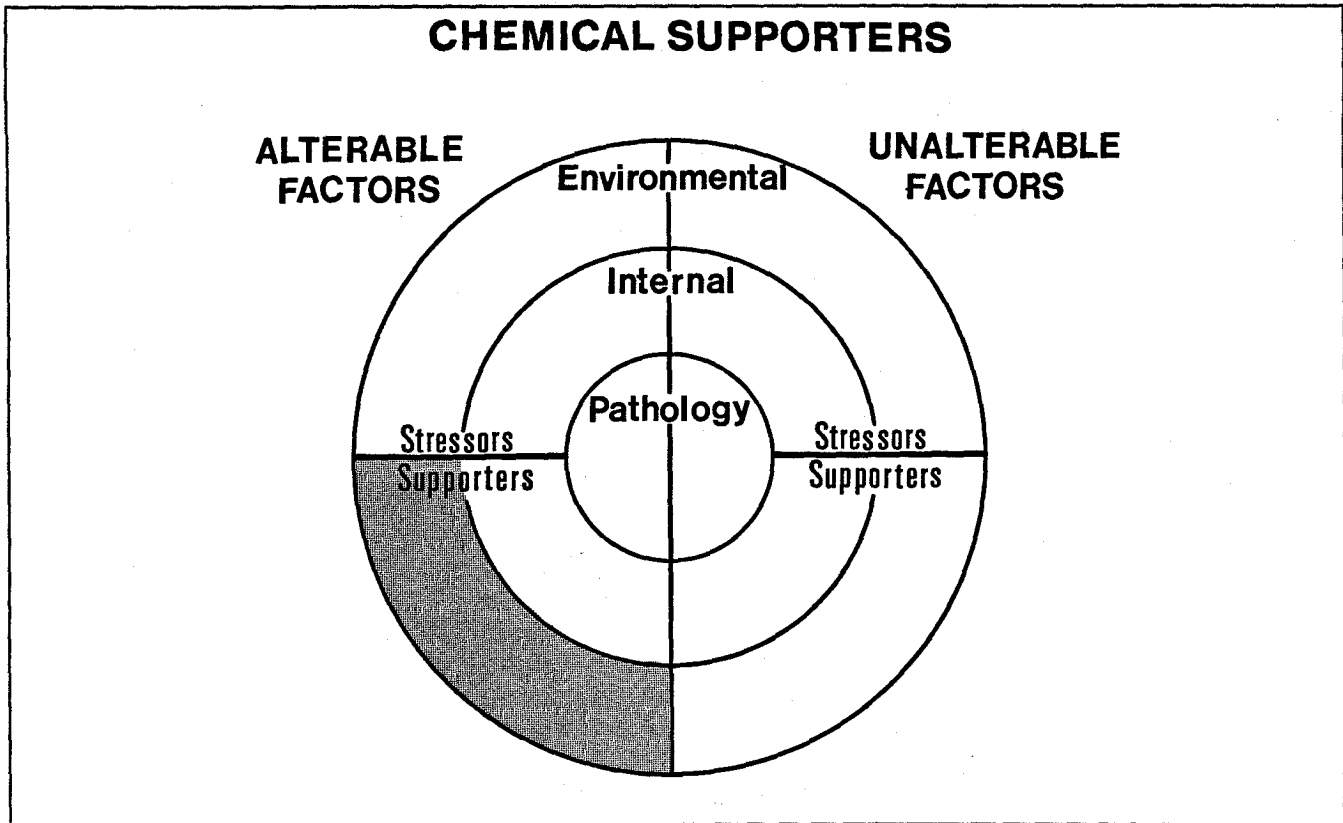 CHEMICAL SUPPORTERS
ALTERABLE
FACTORS
UNALTERABLE
FACTORS
Environmental
Internal
Pathology
Stressors
Supporters
Stressors
Supporters